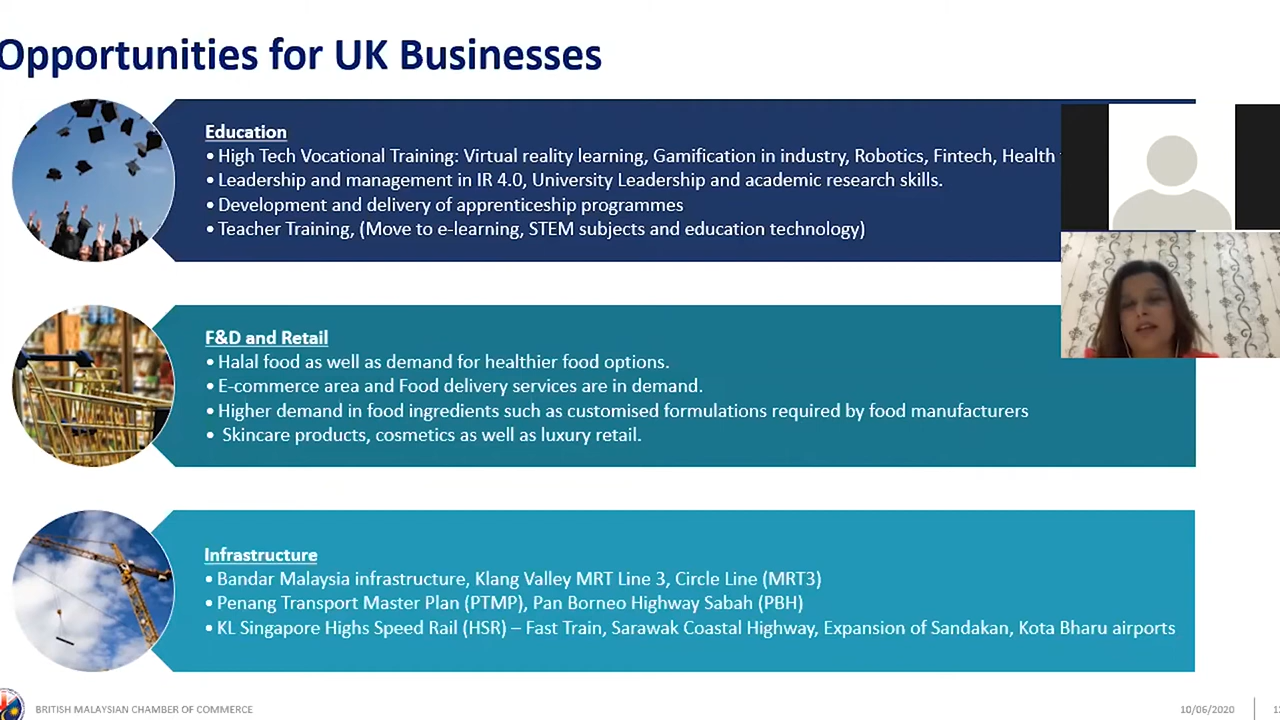 Opportunities for UK Businesses
Education
• High Tech Vocational Training: Virtual reality learning, Gamification in industry, Robotics, Fintech, Health
• Leadership and management in IR 4.0, University Leadership and academic research skills.
• Development and delivery of apprenticeship programmes
• Teacher Training, (Move to e-learning, STEM subjects and education technology)
F&D and Retail
• Halal food as well as demand for healthier food options.
• E-commerce area and Food delivery services are in demand.
• Higher demand in food ingredients such as customised formulations required by food manufacturers
• Skincare products, cosmetics as well as luxury retail.
Infrastructure
• Bandar Malaysia infrastructure, Klang Valley MRT Line 3, Circle Line (MRT3)
• Penang Transport Master Plan (PTMP), Pan Borneo Highway Sabah (PBH)
• KL Singapore Highs Speed Rail (HSR) – Fast Train, Sarawak Coastal Highway, Expansion of Sandakan, Kota Bharu airports
BRITISH MALAYSIAN CHAMBER OF COMMERCE
10/06/2020